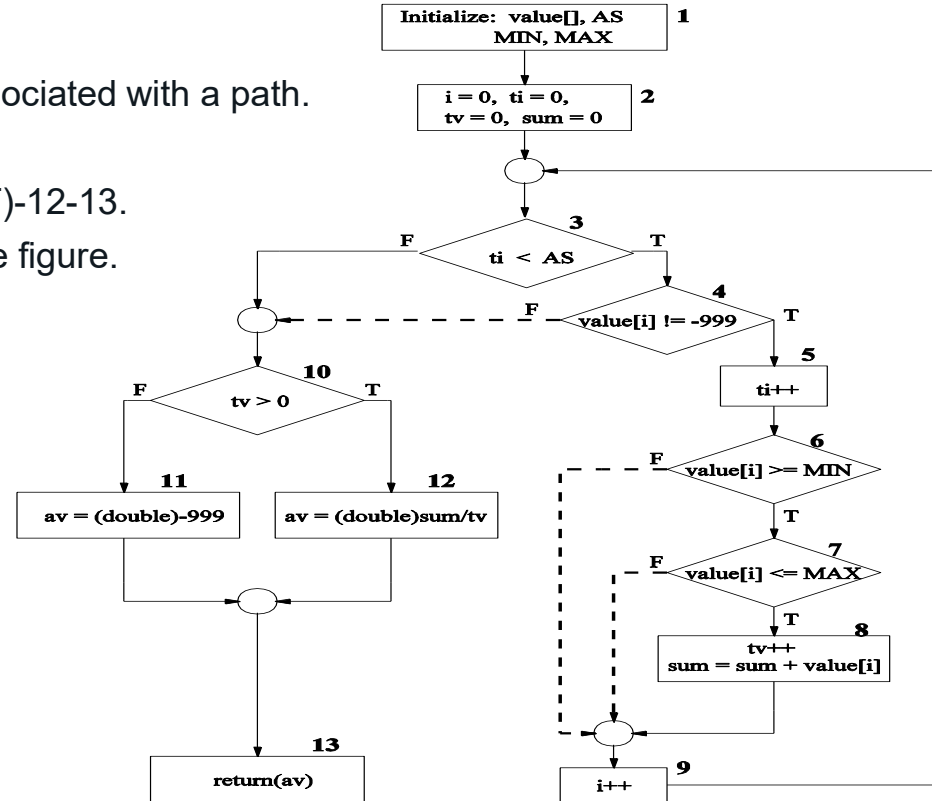 Initialize: value[], AS
MIN, MAX
1
ociated with a path.
i = 0, ti = 0,
tv = 0, sum = 0
2
)-12-13.
e figure.
3
F
T
ti < AS
4
F
value[i] != -999
T
5
ti++
10
F
T
tv > 0
6
F
value[i] >= MIN
T
11
12
av = (double)-999
av = (double)sum/tv
7
F
value[i] <= MAX
T
8
tv++
sum = sum + value[i]
13
return(av)
9
i++